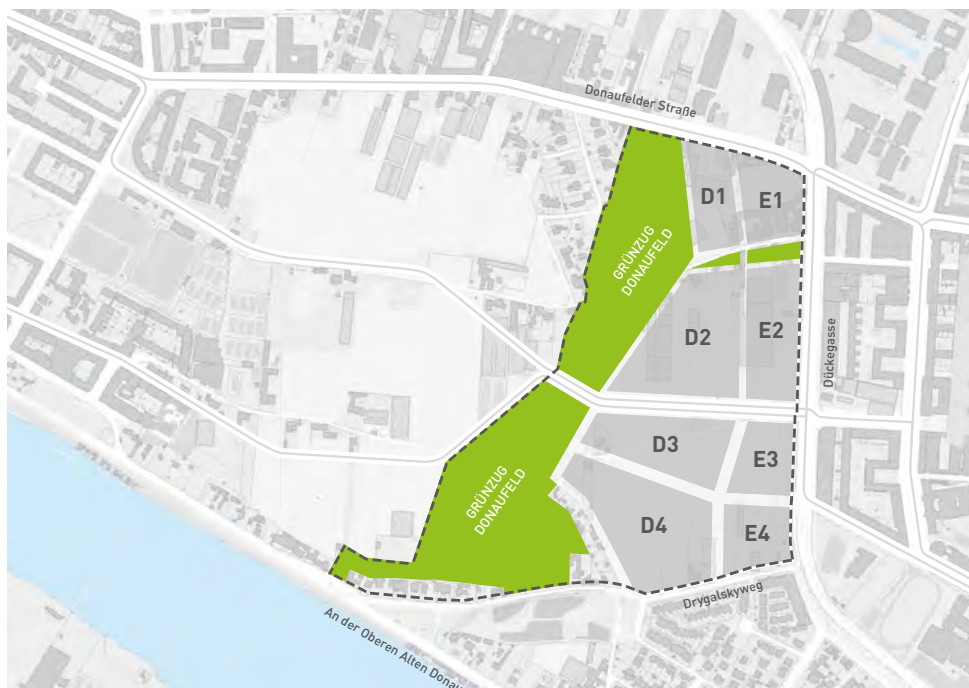 Donaufelder Straße
D1
E1
GRÜNZUG
DONAUFELD
D2
E2
Dückegasse
D3
E3
GRÜNZUG
DONAUFELD
D4
E4
Drygalskyweg
An der Oberen Alten Donau